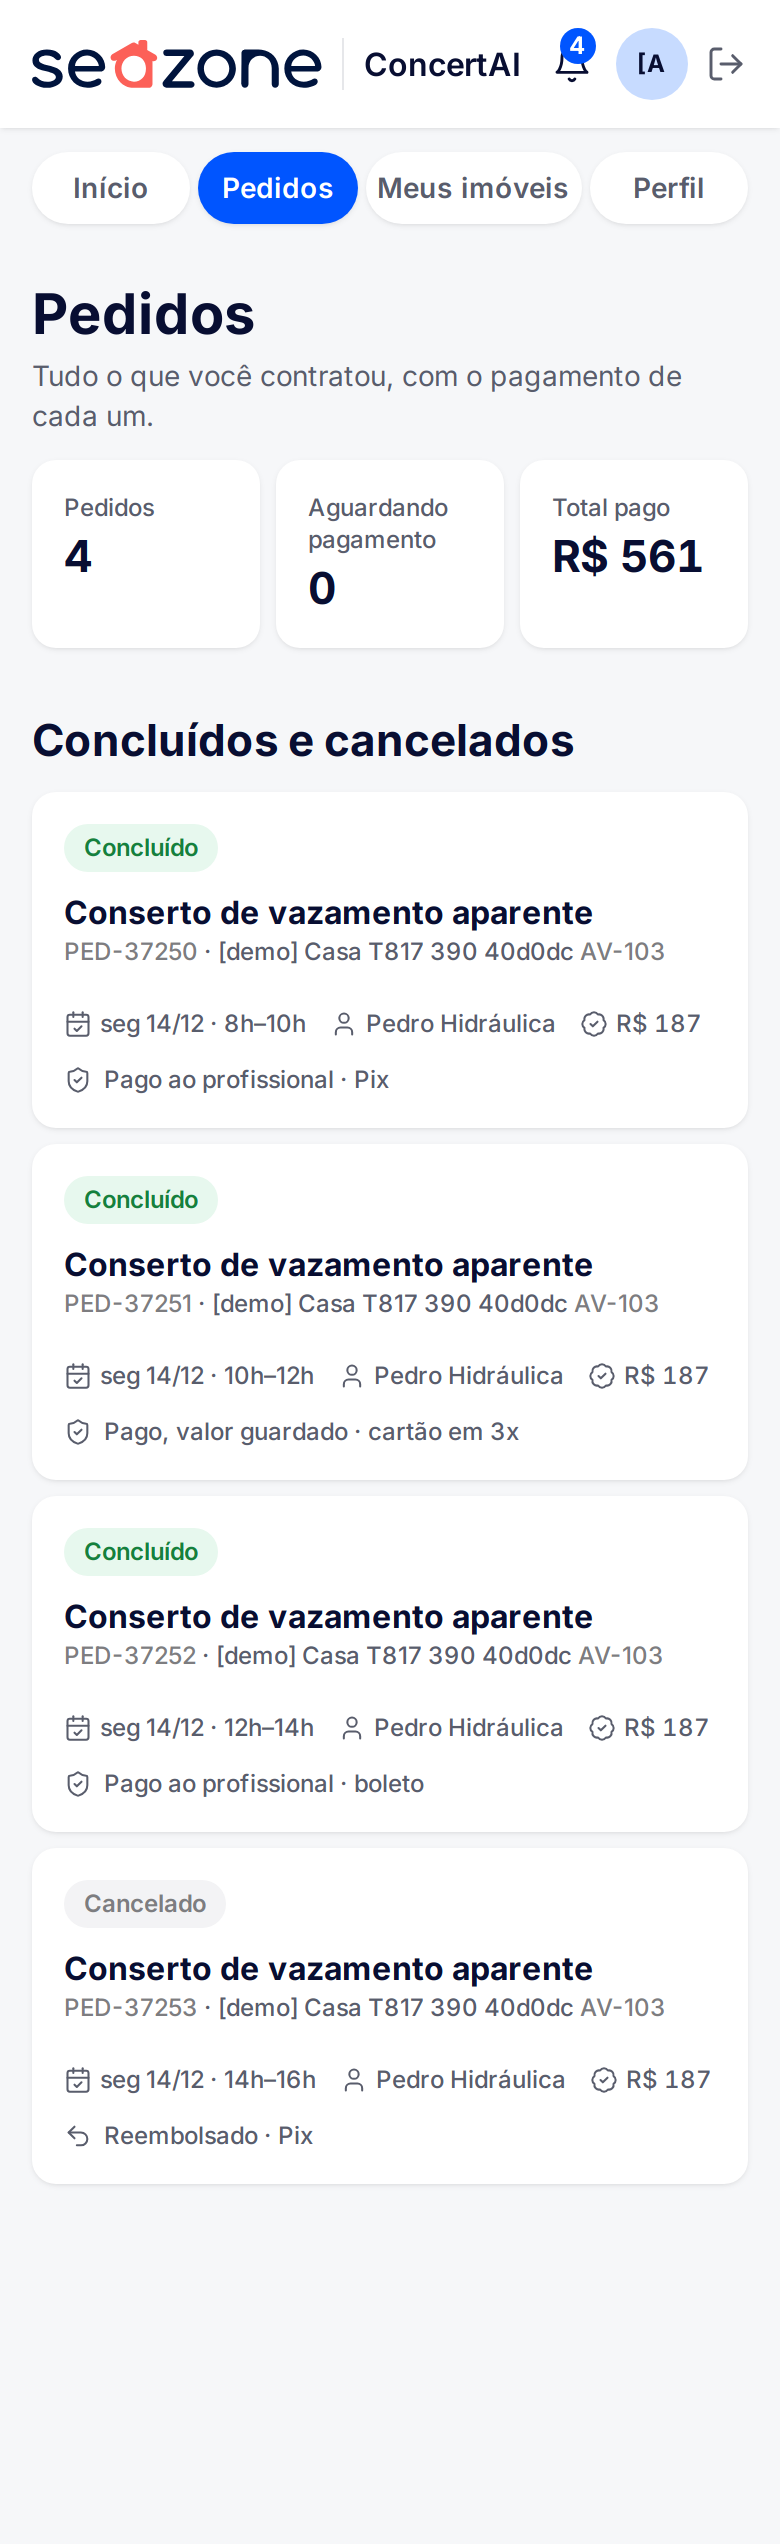 seazone ConcertAI 4 [A
Início Pedidos Meus imóveis Perfil
Pedidos
Tudo o que você contratou, com o pagamento de
cada um.
Pedidos
4
Aguardando
pagamento
0
Total pago
R$ 561
Concluídos e cancelados
Concluído
Conserto de vazamento aparente
PED-37250 · [demo] Casa T817 390 40d0dc AV-103
seg 14/12 · 8h–10h Pedro Hidráulica R$ 187
Pago ao profissional · Pix
Concluído
Conserto de vazamento aparente
PED-37251 · [demo] Casa T817 390 40d0dc AV-103
seg 14/12 · 10h–12h Pedro Hidráulica R$ 187
Pago, valor guardado · cartão em 3x
Concluído
Conserto de vazamento aparente
PED-37252 · [demo] Casa T817 390 40d0dc AV-103
seg 14/12 · 12h–14h Pedro Hidráulica R$ 187
Pago ao profissional · boleto
Cancelado
Conserto de vazamento aparente
PED-37253 · [demo] Casa T817 390 40d0dc AV-103
seg 14/12 · 14h–16h Pedro Hidráulica R$ 187
Reembolsado · Pix